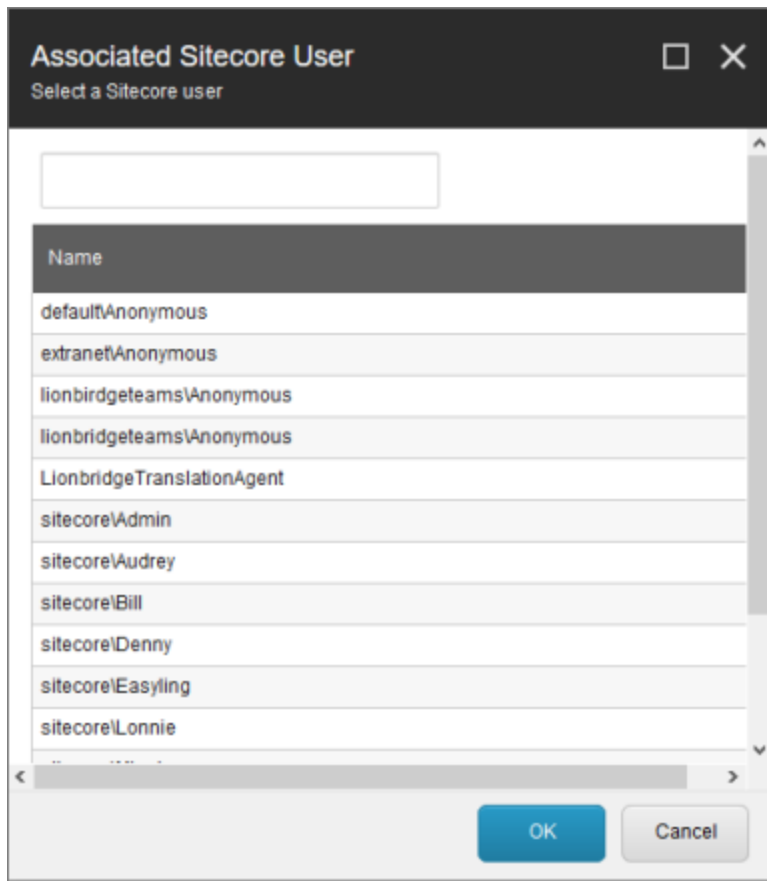 Associated Sitecore User
Select a Sitecore user
Name
default\Anonymous
extranet\Anonymous
lionbirdgeteams\Anonymous
lionbridgeteams\Anonymous
LionbridgeTranslationAgent
sitecore\Admin
sitecore\Audrey
sitecore\Bill
sitecore\Denny
sitecore\Easyling
sitecore\Lonnie
OK
Cancel